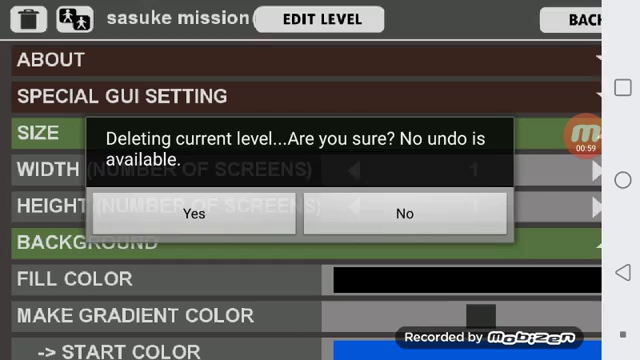 sasuke mission
EDIT LEVEL
BACK
ABOUT
SPECIAL GUI SETTING
SIZE
Deleting current level...Are you sure? No undo is
available.
00:59
WIDTH (NUMBER OF SCREENS)
1
HEIGHT (NUMBER OF SCREENS)
1
Yes
No
BACKGROUND
FILL COLOR
MAKE GRADIENT COLOR
Recorded by mobizen
-> START COLOR